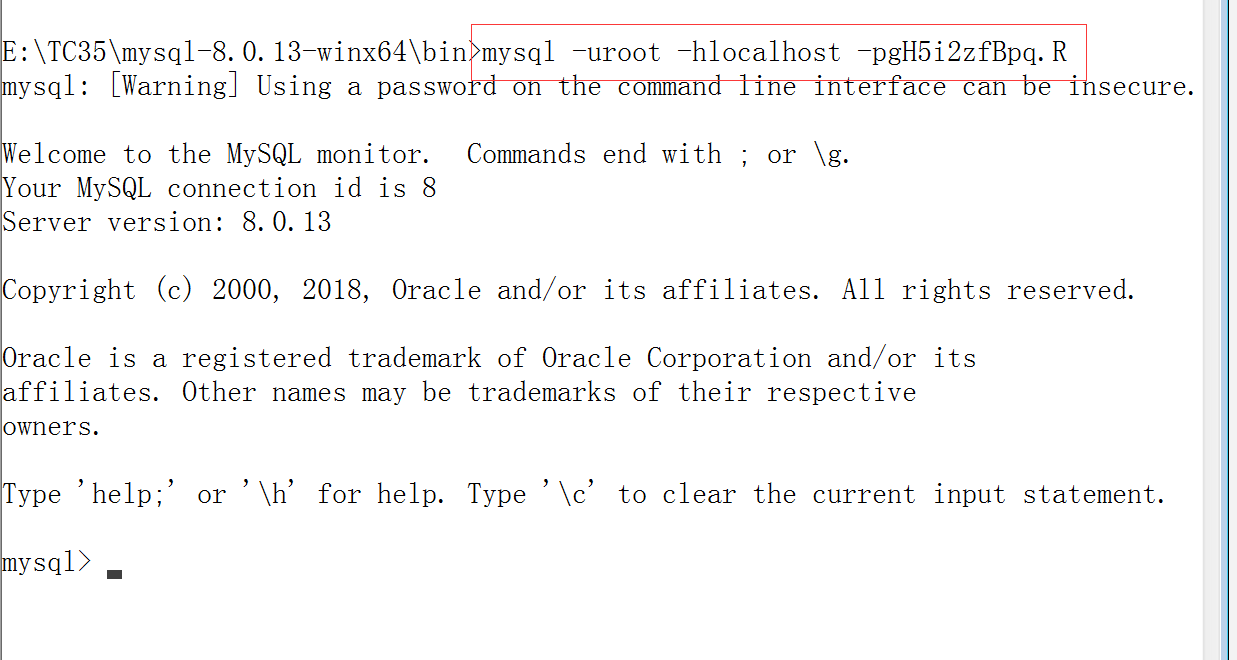 E:\TC35\mysql-8.0.13-winx64\bin>mysql -uroot -hlocalhost -pgH5i2zfBpq.R
mysql: [Warning] Using a password on the command line interface can be insecure.
Welcome to the MySQL monitor.  Commands end with ; or \g.
Your MySQL connection id is 8
Server version: 8.0.13
Copyright (c) 2000, 2018, Oracle and/or its affiliates. All rights reserved.
Oracle is a registered trademark of Oracle Corporation and/or its
affiliates. Other names may be trademarks of their respective
owners.
Type 'help;' or '\h' for help. Type '\c' to clear the current input statement.
mysql>